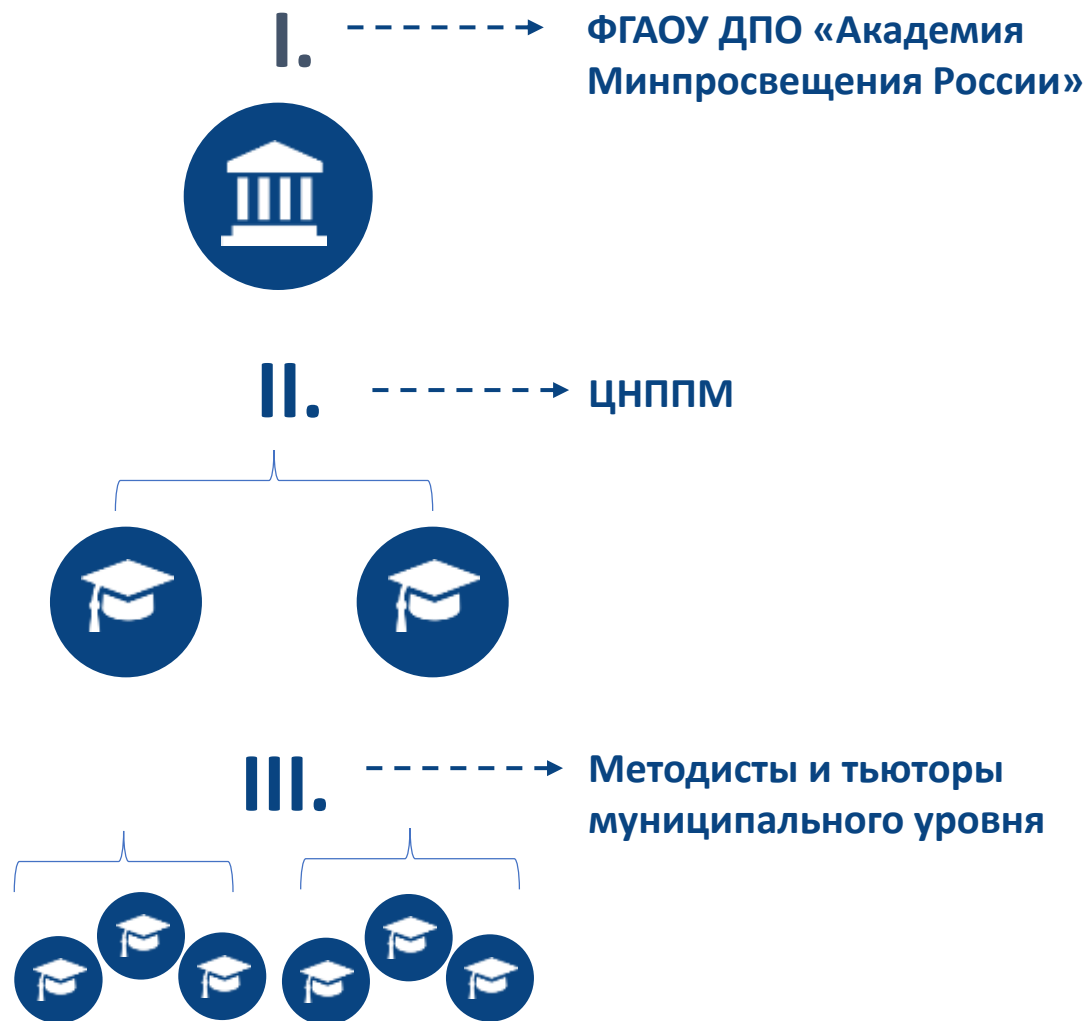 I.
ФГАОУ ДПО «Академия
Минпросвещения России»
II.
ЦНППМ
III.
Методисты и тьюторы
муниципального уровня